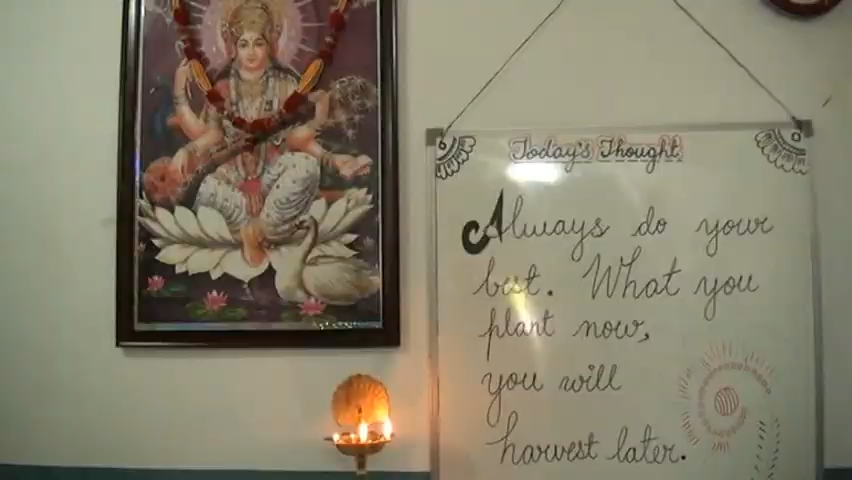 Today's Thought
Always do your
best. What you
plant now,
you will
harvest later.